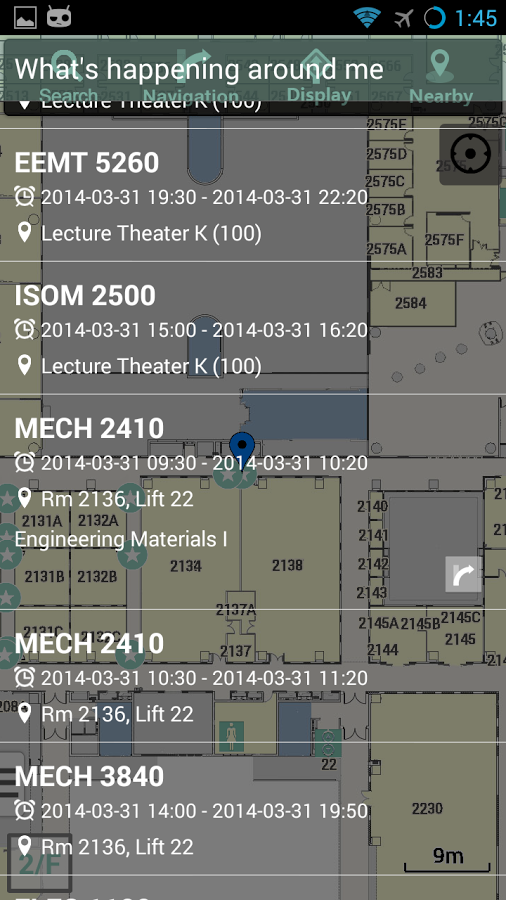 1:45
What's happening around me
Search Navigation Display Nearby
Lecture Theater K (100)
2575E
2575D
EEMT 5260
2575C
2014-03-31 19:30 - 2014-03-31 22:20
2575B
Lecture Theater K (100)
2575A
2575F
2583
ISOM 2500
2584
2014-03-31 15:00 - 2014-03-31 16:20
Lecture Theater K (100)
MECH 2410
2014-03-31 09:30 - 2014-03-31 10:20
Rm 2136, Lift 22
2140
2131A 2132A
Engineering Materials I
2141
2134 2138
2142
2131B 2132B
2143
2137A
2145A 2145B 2145C
2131C
2145
MECH 2410
2137
2144
2014-03-31 10:30 - 2014-03-31 11:20
Rm 2136, Lift 22
22
MECH 3840
2014-03-31 14:00 - 2014-03-31 19:50
2230
Rm 2136, Lift 22
2/F
9m